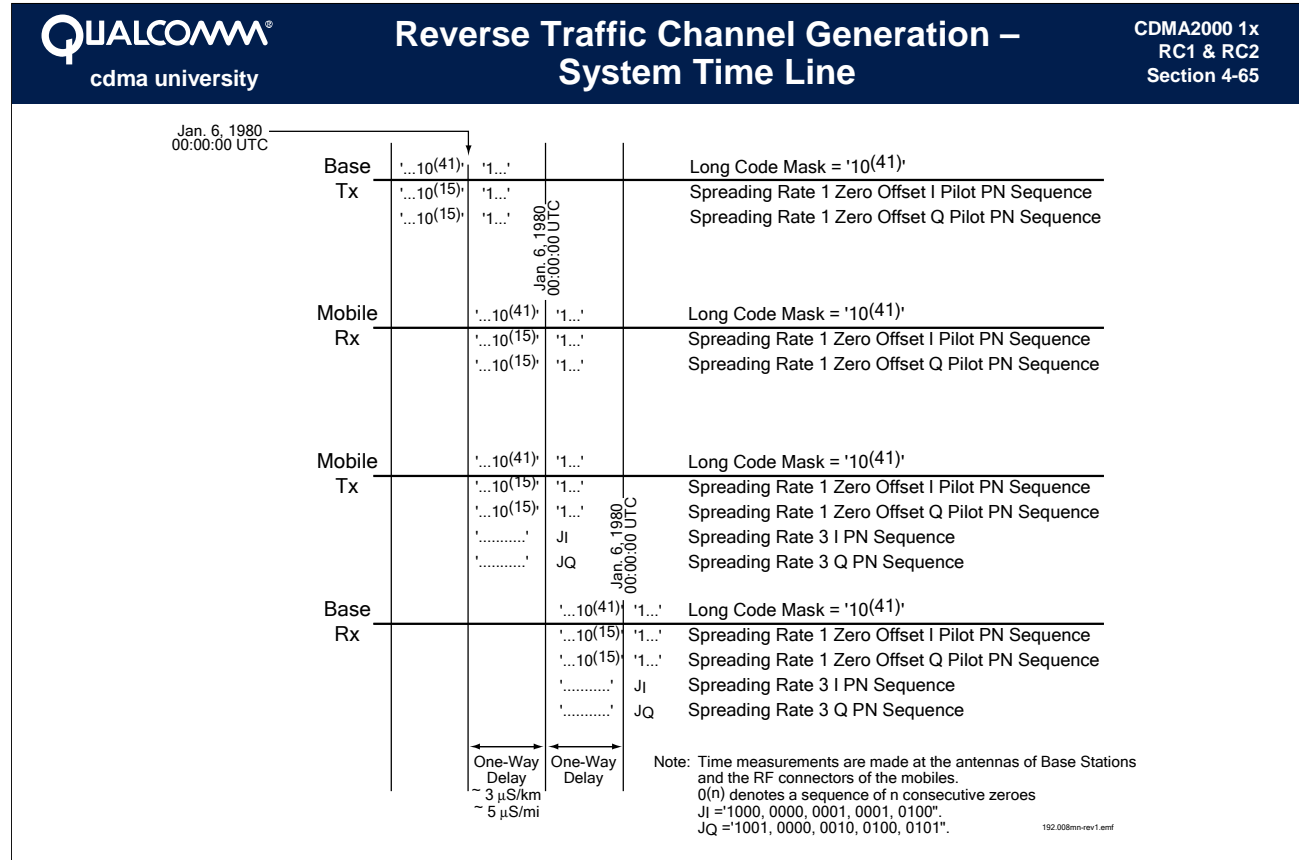 QUALCOMM®
cdma university
Reverse Traffic Channel Generation –
System Time Line
CDMA2000 1x
RC1 & RC2
Section 4-65
Jan. 6, 1980
00:00:00 UTC
Base
Tx
'...10(41)' '1...' Long Code Mask = '10(41)'
'...10(15)' '1...' Spreading Rate 1 Zero Offset I Pilot PN Sequence
'...10(15)' '1...' Spreading Rate 1 Zero Offset Q Pilot PN Sequence
Jan. 6, 1980
00:00:00 UTC
Mobile
Rx
'...10(41)' '1...' Long Code Mask = '10(41)'
'...10(15)' '1...' Spreading Rate 1 Zero Offset I Pilot PN Sequence
'...10(15)' '1...' Spreading Rate 1 Zero Offset Q Pilot PN Sequence
Mobile
Tx
'...10(41)' '1...' Long Code Mask = '10(41)'
'...10(15)' '1...' Spreading Rate 1 Zero Offset I Pilot PN Sequence
'...10(15)' '1...' Spreading Rate 1 Zero Offset Q Pilot PN Sequence
'...........' JI Spreading Rate 3 I PN Sequence
'...........' JQ Spreading Rate 3 Q PN Sequence
Jan. 6, 1980
00:00:00 UTC
Base
Rx
'...10(41)' '1...' Long Code Mask = '10(41)'
'...10(15)' '1...' Spreading Rate 1 Zero Offset I Pilot PN Sequence
'...10(15)' '1...' Spreading Rate 1 Zero Offset Q Pilot PN Sequence
'...........' JI Spreading Rate 3 I PN Sequence
'...........' JQ Spreading Rate 3 Q PN Sequence
One-Way
Delay
~ 3 µS/km
~ 5 µS/mi
One-Way
Delay
Note: Time measurements are made at the antennas of Base Stations
and the RF connectors of the mobiles.
0(n) denotes a sequence of n consecutive zeroes
JI ='1000, 0000, 0001, 0001, 0100".
JQ ='1001, 0000, 0010, 0100, 0101".
192.008mn-rev1.emf